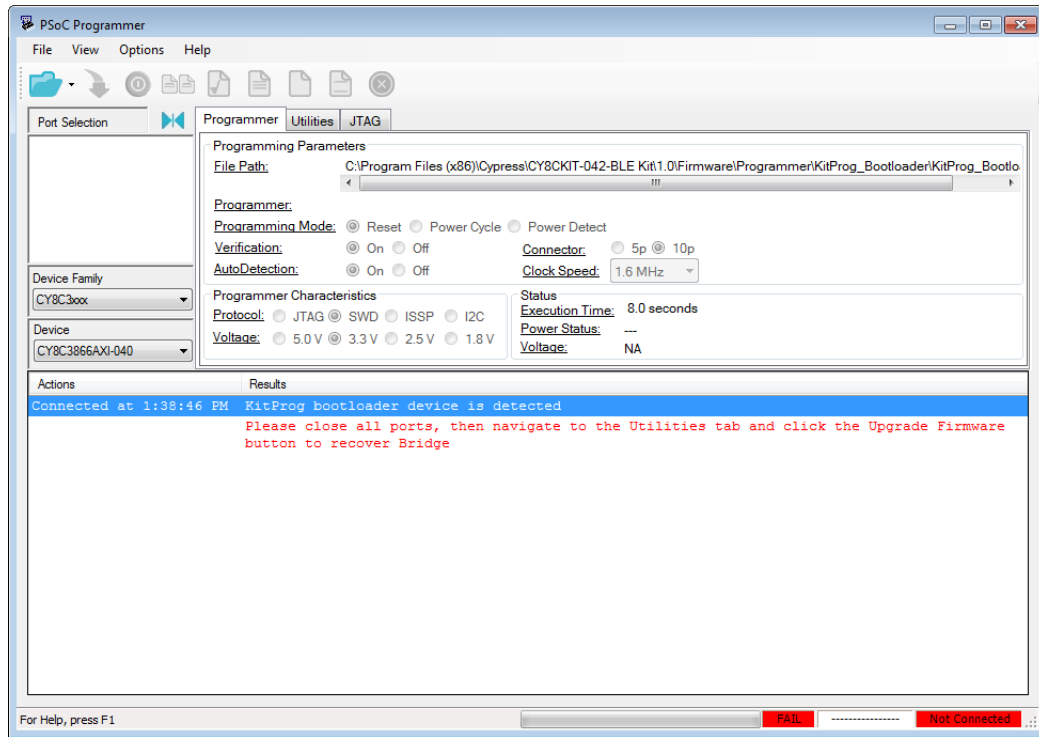 PSoC Programmer
File View Options Help
Port Selection
Programmer Utilities JTAG
Programming Parameters
File Path: C:\Program Files (x86)\Cypress\CY8CKIT-042-BLE Kit\1.0\Firmware\Programmer\KitProg_Bootloader\KitProg_Bootlo
Programmer:
Programming Mode: Reset Power Cycle Power Detect
Verification: On Off Connector: 5p 10p
AutoDetection: On Off Clock Speed: 1.6 MHz
Device Family
CY8C3xxx
Device
CY8C3866AXI-040
Programmer Characteristics
Protocol: JTAG SWD ISSP I2C
Voltage: 5.0 V 3.3 V 2.5 V 1.8 V
Status
Execution Time: 8.0 seconds
Power Status: ---
Voltage: NA
Actions Results
Connected at 1:38:46 PM KitProg bootloader device is detected
Please close all ports, then navigate to the Utilities tab and click the Upgrade Firmware
button to recover Bridge
For Help, press F1 FAIL ---------------- Not Connected